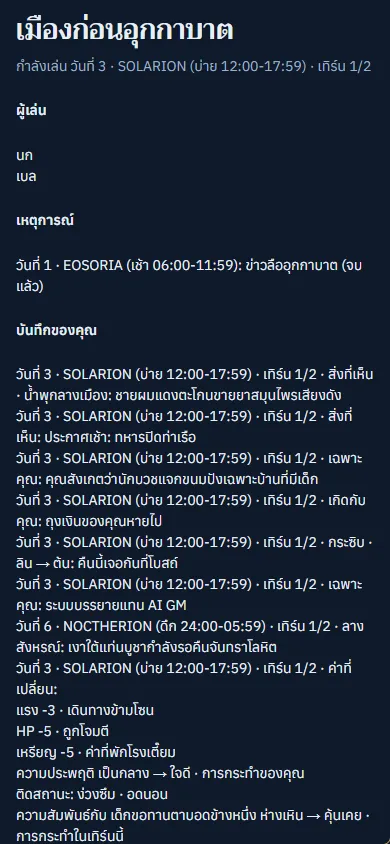 เมืองก่อนอุกกาบาต
กำลังเล่น วันที่ 3 · SOLARION (บ่าย 12:00-17:59) · เทิร์น 1/2
ผู้เล่น
นก
เบล
เหตุการณ์
วันที่ 1 · EOSORIA (เช้า 06:00-11:59): ข่าวลืออุกกาบาต (จบ
แล้ว)
บันทึกของคุณ
วันที่ 3 · SOLARION (บ่าย 12:00-17:59) · เทิร์น 1/2 · สิ่งที่เห็น
· น้ำพุกลางเมือง: ชายผมแดงตะโกนขายยาสมุนไพรเสียงดัง
วันที่ 3 · SOLARION (บ่าย 12:00-17:59) · เทิร์น 1/2 · สิ่งที่
เห็น: ประกาศเช้า: ทหารปิดท่าเรือ
วันที่ 3 · SOLARION (บ่าย 12:00-17:59) · เทิร์น 1/2 · เฉพาะ
คุณ: คุณสังเกตว่านักบวชแจกขนมปังเฉพาะบ้านที่มีเด็ก
วันที่ 3 · SOLARION (บ่าย 12:00-17:59) · เทิร์น 1/2 · เกิดกับ
คุณ: ถุงเงินของคุณหายไป
วันที่ 3 · SOLARION (บ่าย 12:00-17:59) · เทิร์น 1/2 · กระซิบ ·
ลิน → ต้น: คืนนี้เจอกันที่โบสถ์
วันที่ 3 · SOLARION (บ่าย 12:00-17:59) · เทิร์น 1/2 · เฉพาะ
คุณ: ระบบบรรยายแทน AI GM
วันที่ 6 · NOCTHERION (ดึก 24:00-05:59) · เทิร์น 1/2 · ลาง
สังหรณ์: เงาใต้แท่นบูชากำลังรอคืนจันทราโลหิต
วันที่ 3 · SOLARION (บ่าย 12:00-17:59) · เทิร์น 1/2 · ค่าที่
เปลี่ยน:
แรง -3 · เดินทางข้ามโซน
HP -5 · ถูกโจมตี
เหรียญ -5 · ค่าที่พักโรงเตี๊ยม
ความประพฤติ เป็นกลาง → ใจดี · การกระทำของคุณ
ติดสถานะ: ง่วงซึม · อดนอน
ความสัมพันธ์กับ เด็กขอทานตาบอดข้างหนึ่ง ห่างเหิน → คุ้นเคย ·
การกระทำในเทิร์นนี้